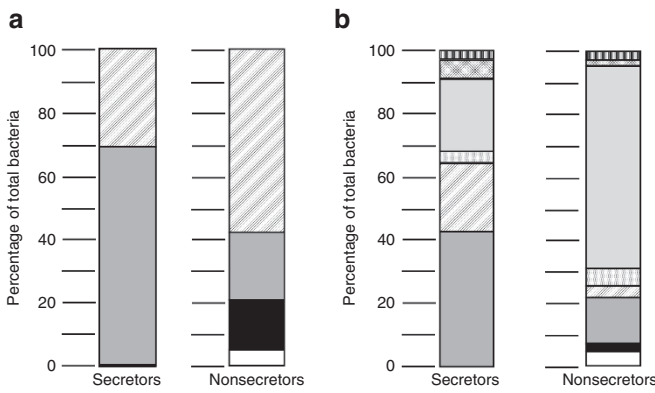 a
b
Percentage of total bacteria
100
80
60
40
20
0
Secretors
Nonsecretors
Percentage of total bacteria
100
80
60
40
20
0
Secretors
Nonsecretors